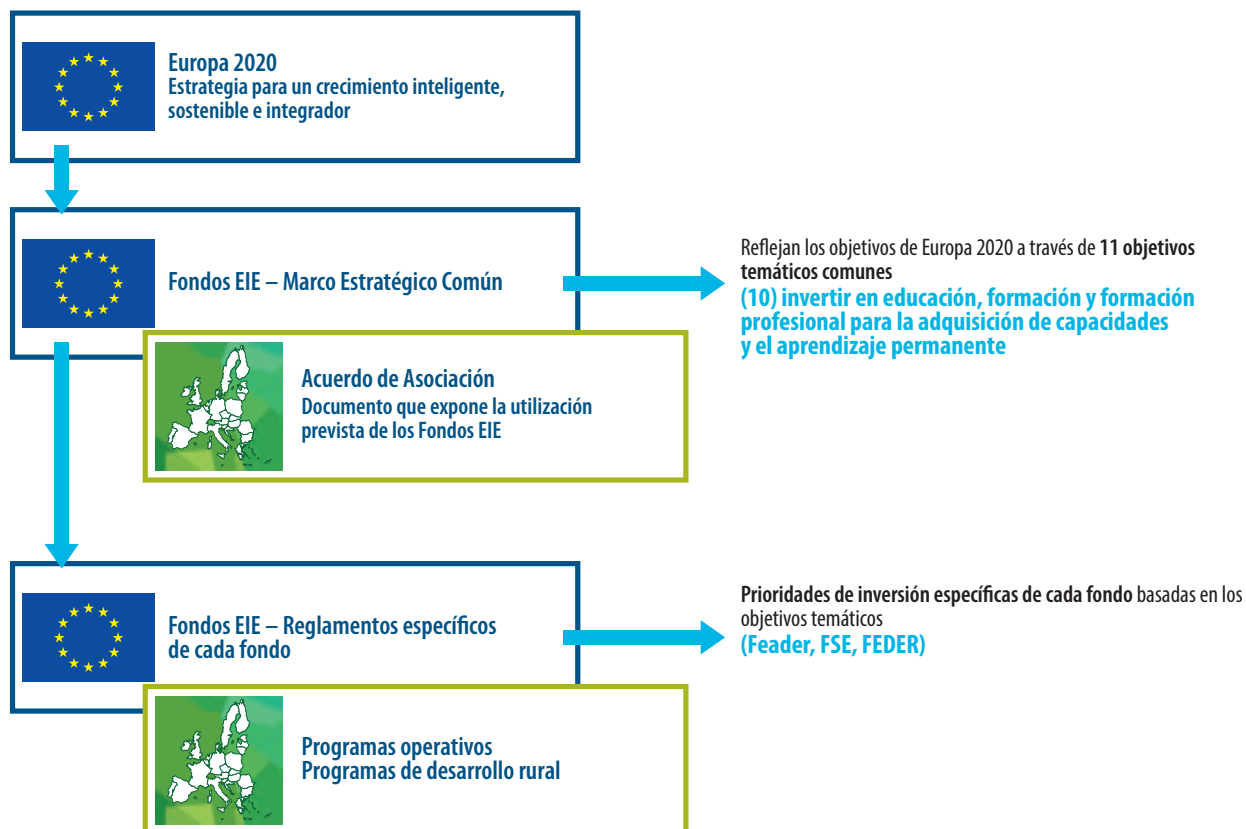 Europa 2020
Estrategia para un crecimiento inteligente,
sostenible e integrador
Fondos EIE – Marco Estratégico Común
Reflejan los objetivos de Europa 2020 a través de 11 objetivos
temáticos comunes
(10) invertir en educación, formación y formación
profesional para la adquisición de capacidades
y el aprendizaje permanente
Acuerdo de Asociación
Documento que expone la utilización
prevista de los Fondos EIE
Fondos EIE – Reglamentos específicos
de cada fondo
Prioridades de inversión específicas de cada fondo basadas en los
objetivos temáticos
(Feader, FSE, FEDER)
Programas operativos
Programas de desarrollo rural